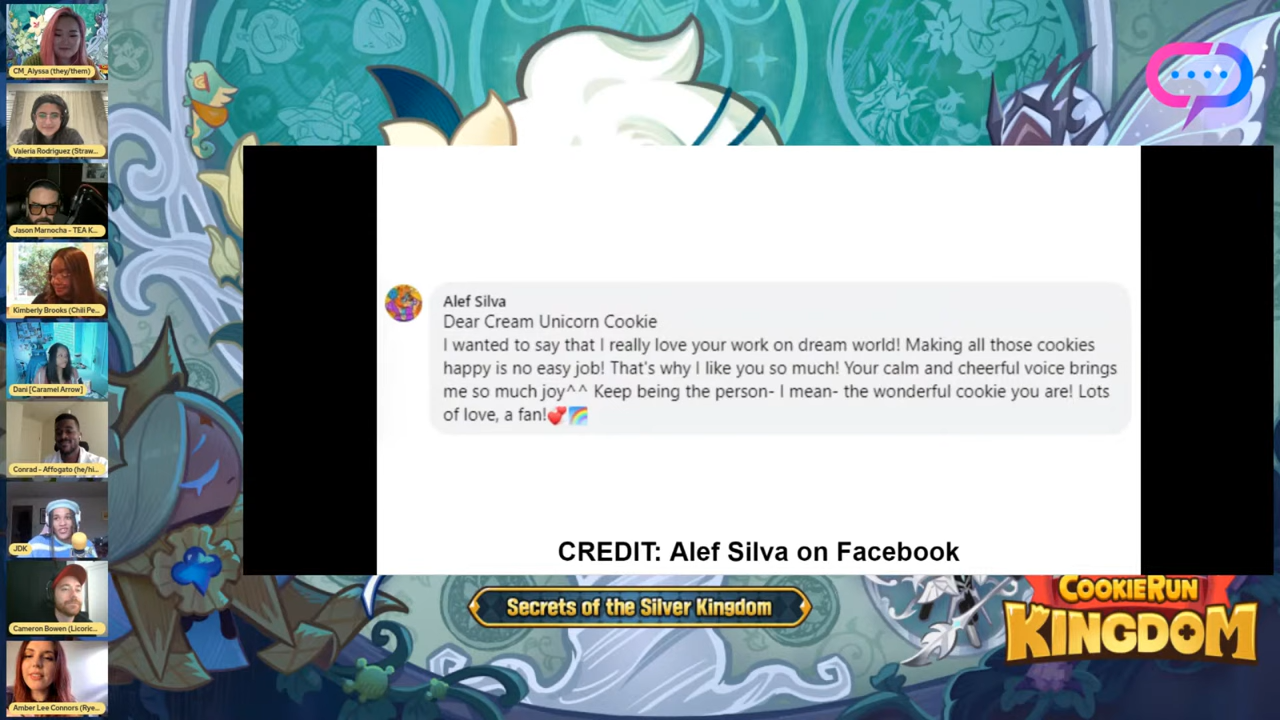 CM_Alyssa (they/them)
Valeria Rodriguez (Straw...
Jason Marnocha - TEA K...
Kimberly Brooks (Chili Pe...
Dani [Caramel Arrow]
Conrad - Affogato (he/hi...
JDK
Cameron Bowen (Licoric...
Amber Lee Connors (Rye...
Alef Silva
Dear Cream Unicorn Cookie
I wanted to say that I really love your work on dream world! Making all those cookies
happy is no easy job! That's why I like you so much! Your calm and cheerful voice brings
me so much joy^^ Keep being the person- I mean- the wonderful cookie you are! Lots
of love, a fan!💕🌈
CREDIT: Alef Silva on Facebook
Secrets of the Silver Kingdom
COOKIERUN
KINGDOM